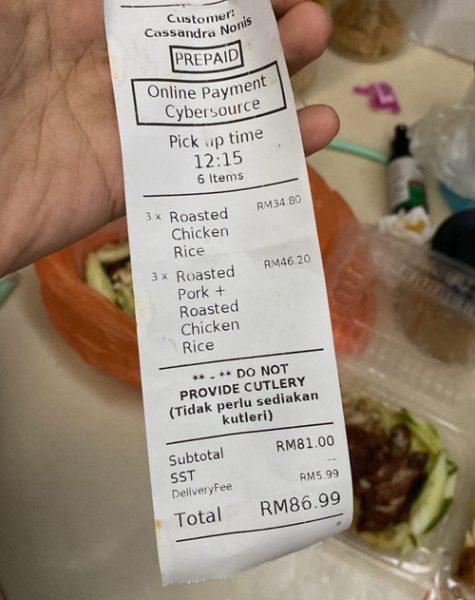 Customer:
Cassandra Nonis
PREPAID
Online Payment
Cybersource
Pick up time
12:15
6 Items
3 x Roasted Chicken Rice RM34.80
3 x Roasted Pork + Roasted Chicken Rice RM46.20
** - ** DO NOT
PROVIDE CUTLERY
(Tidak perlu sediakan
kutleri)
Subtotal RM81.00
SST --
DeliveryFee RM5.99
Total RM86.99